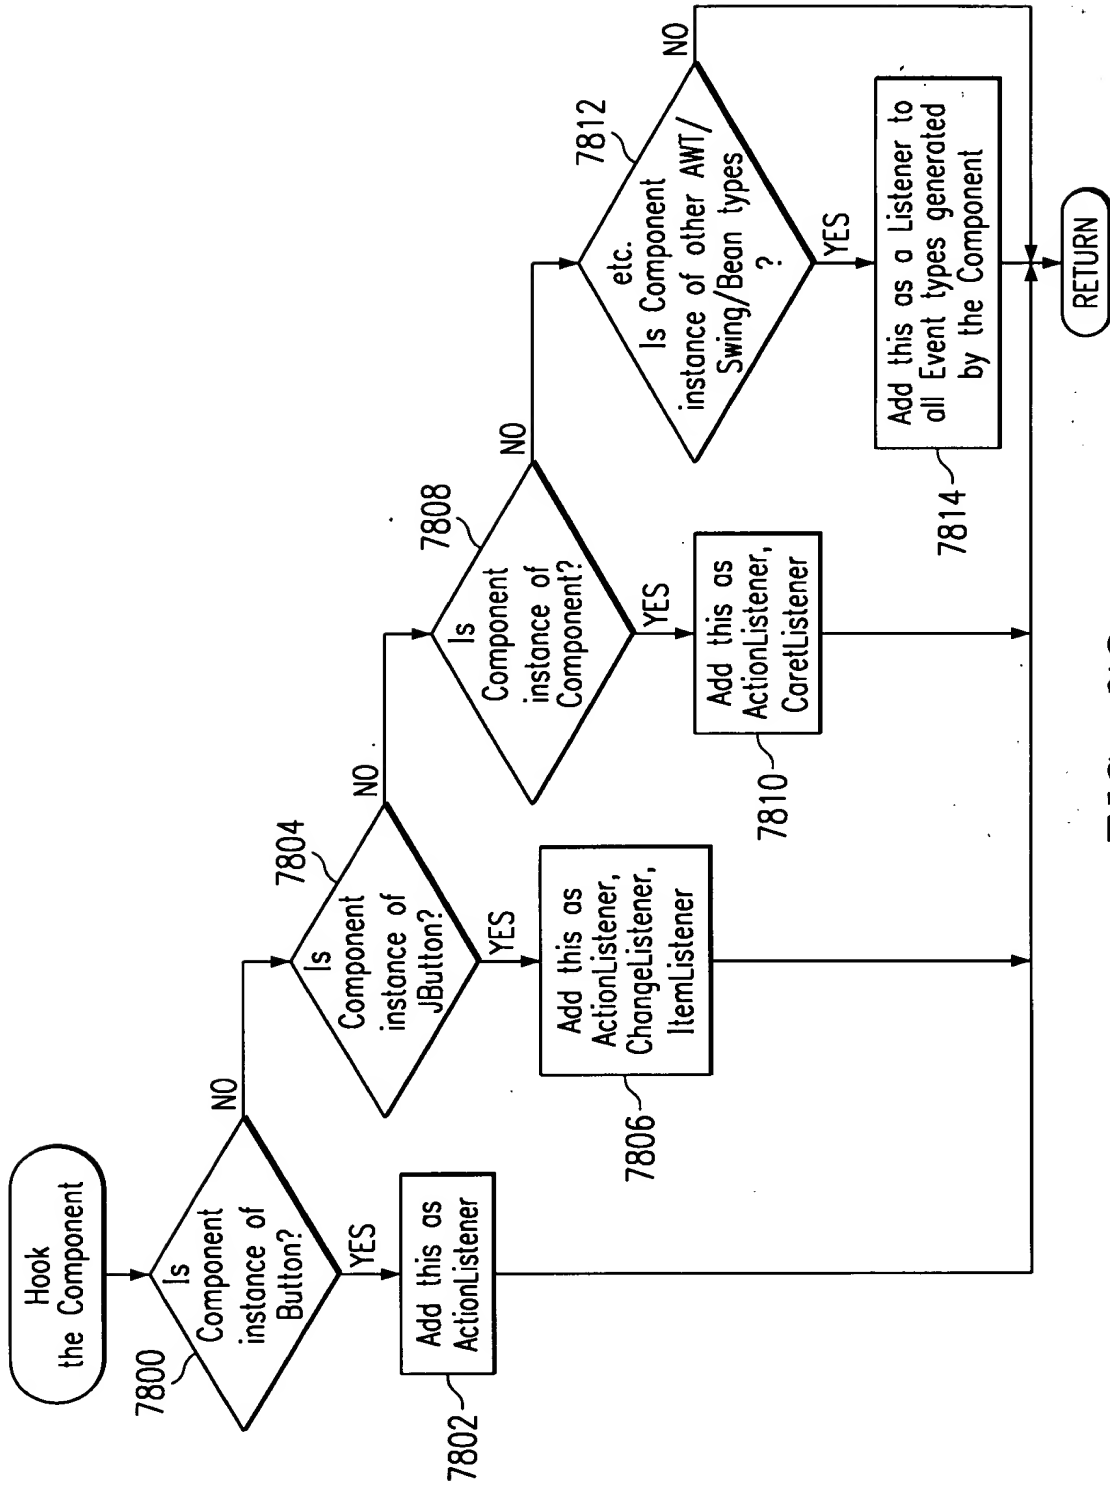 Hook
the Component
7800
Is
Component
instance of
Button?
NO
YES
7802
Add this as
ActionListener
7804
Is
Component
instance of
JButton?
NO
YES
7806
Add this as
ActionListener,
ChangeListener,
ItemListener
7808
Is
Component
instance of
Component?
NO
YES
7810
Add this as
ActionListener,
CaretListener
7812
etc.
Is Component
instance of other AWT/
Swing/Bean types
?
NO
YES
7814
Add this as a Listener to
all Event types generated
by the Component
RETURN